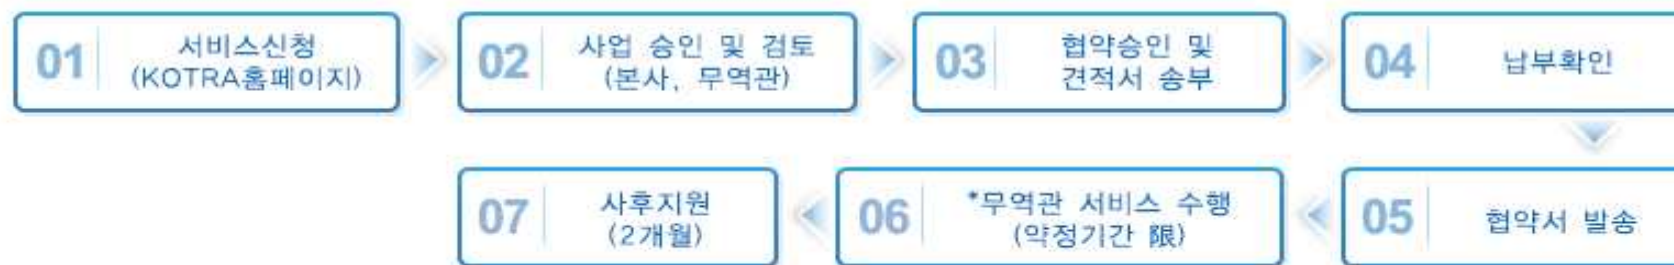 01
서비스신청
(KOTRA홈페이지)
02
사업 승인 및 검토
(본사, 무역관)
03
협약승인 및
견적서 송부
04
납부확인
05
협약서 발송
06
*무역관 서비스 수행
(약정기간 限)
07
사후지원
(2개월)